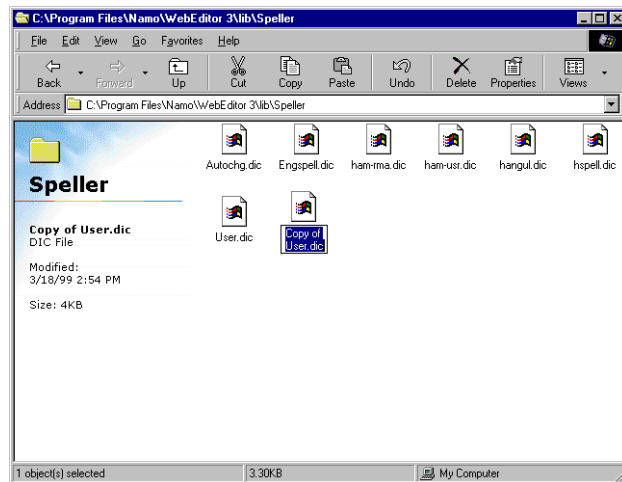 C:\Program Files\Namo\WebEditor 3\lib\Speller
File Edit View Go Favorites Help
Back Forward Up Cut Copy Paste Undo Delete Properties Views
Address C:\Program Files\Namo\WebEditor 3\lib\Speller
Speller
Copy of User.dic
DIC File
Modified:
3/18/99 2:54 PM
Size: 4KB
Autochg.dic Engspell.dic ham-rma.dic ham-usr.dic hangul.dic hspell.dic
User.dic
Copy of
User.dic
1 object(s) selected 3.30KB My Computer